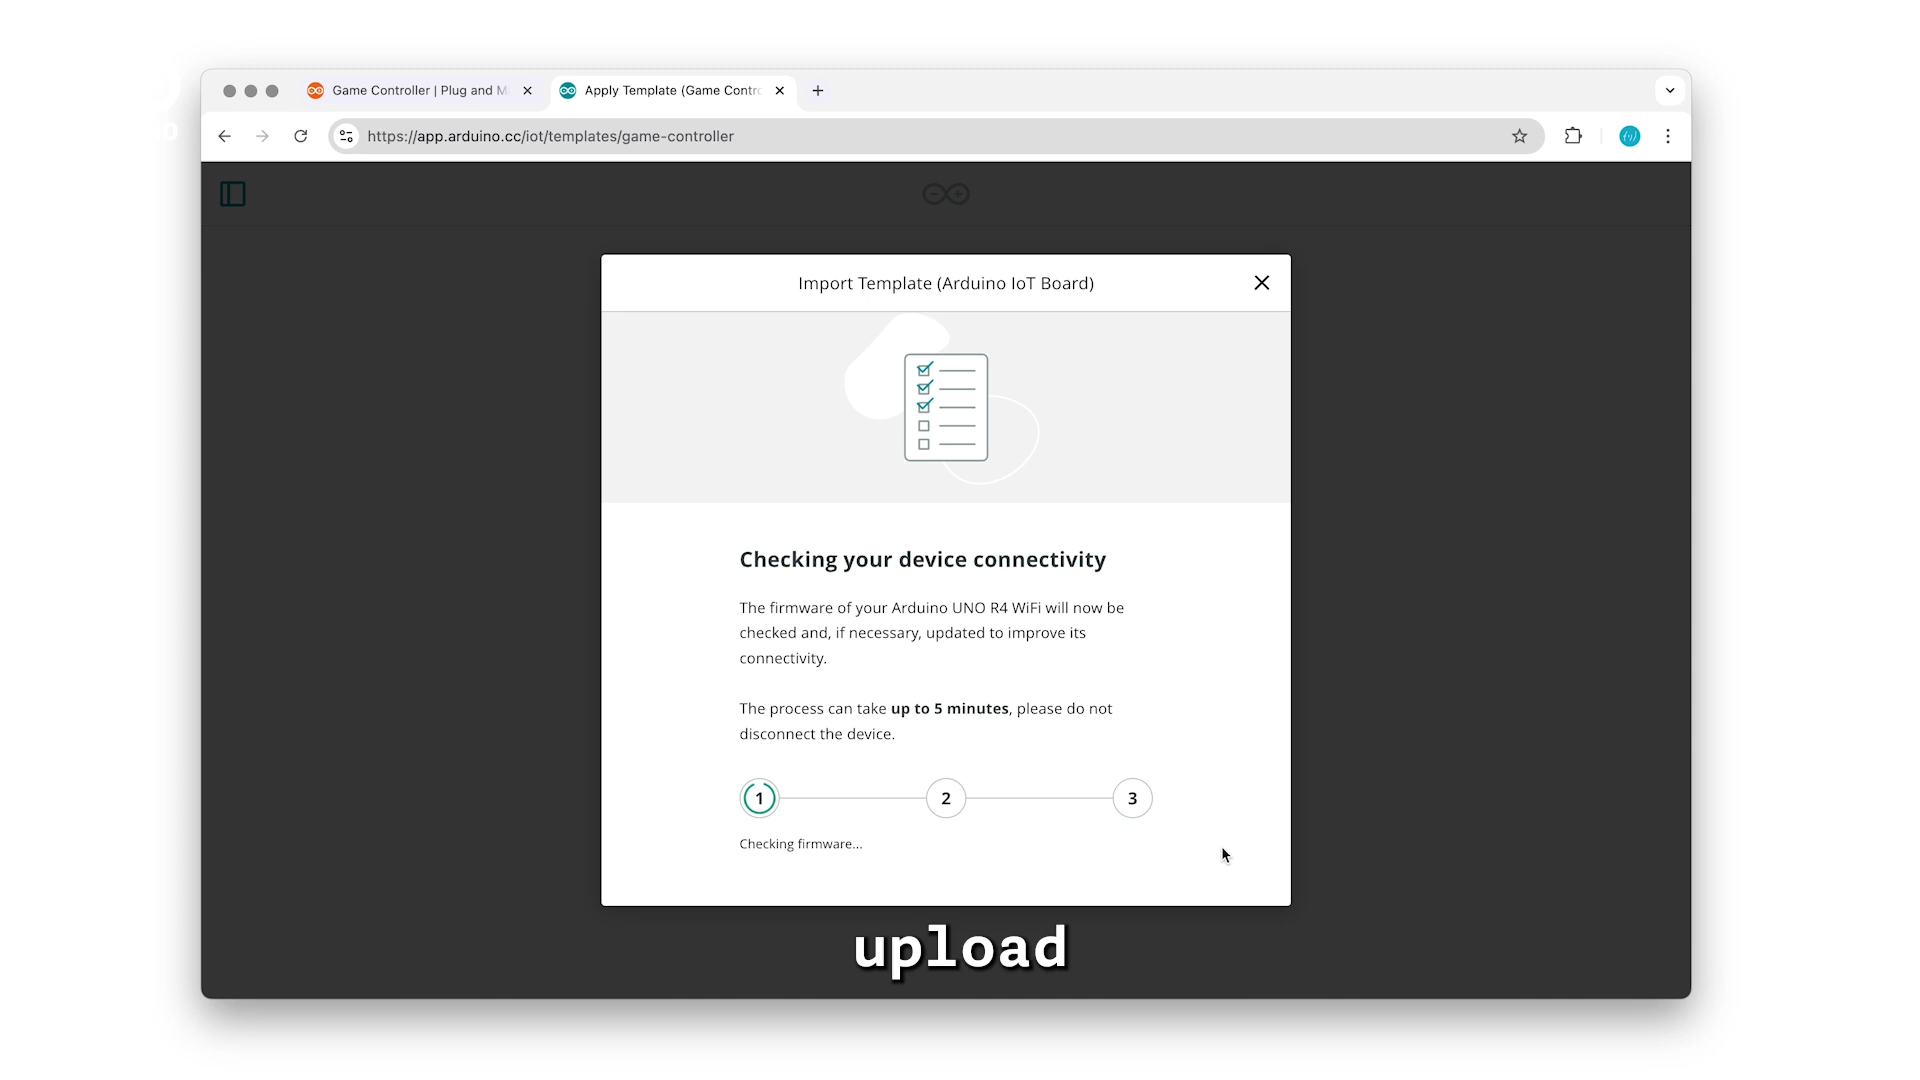 Game Controller | Plug and M
Apply Template (Game Contr
https://app.arduino.cc/iot/templates/game-controller
Import Template (Arduino IoT Board)
Checking your device connectivity
The firmware of your Arduino UNO R4 WiFi will now be
checked and, if necessary, updated to improve its
connectivity.
The process can take up to 5 minutes, please do not
disconnect the device.
1 2 3
Checking firmware...
upload